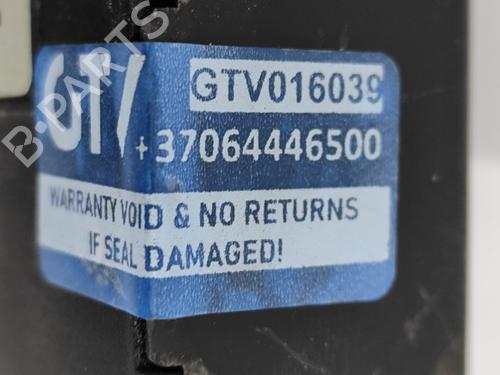 GTV
GTV016039
+37064446500
WARRANTY VOID & NO RETURNS
IF SEAL DAMAGED!
B-PARTS